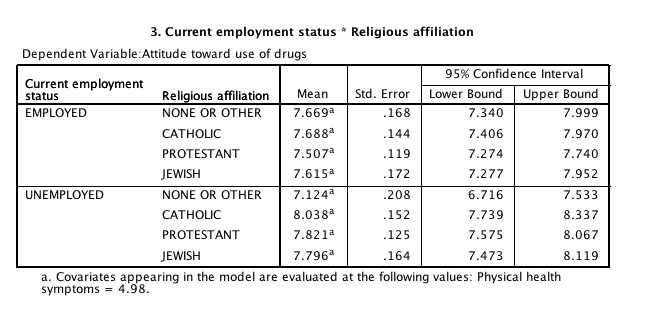 3. Current employment status * Religious affiliation
Dependent Variable:Attitude toward use of drugs
Current employment status Religious affiliation Mean Std. Error 95% Confidence Interval
Lower Bound Upper Bound
EMPLOYED NONE OR OTHER 7.669a .168 7.340 7.999
CATHOLIC 7.688a .144 7.406 7.970
PROTESTANT 7.507a .119 7.274 7.740
JEWISH 7.615a .172 7.277 7.952
UNEMPLOYED NONE OR OTHER 7.124a .208 6.716 7.533
CATHOLIC 8.038a .152 7.739 8.337
PROTESTANT 7.821a .125 7.575 8.067
JEWISH 7.796a .164 7.473 8.119
a. Covariates appearing in the model are evaluated at the following values: Physical health
symptoms = 4.98.